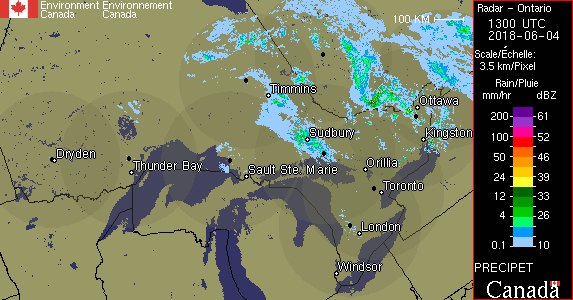 Environment Environnement
Canada Canada
100 KM
Timmins
Ottawa
Sudbury
Kingston
Dryden
Thunder Bay
Sault Ste. Marie
Orillia
Toronto
London
Windsor
Radar - Ontario
1300 UTC
2018-06-04
Scale/Échelle:
3.5 km/Pixel
Rain/Pluie
mm/hr dBZ
200 61
100 56
100 52
50 46
24 39
12 33
4 26
0.1 10
PRECIPET
Canada